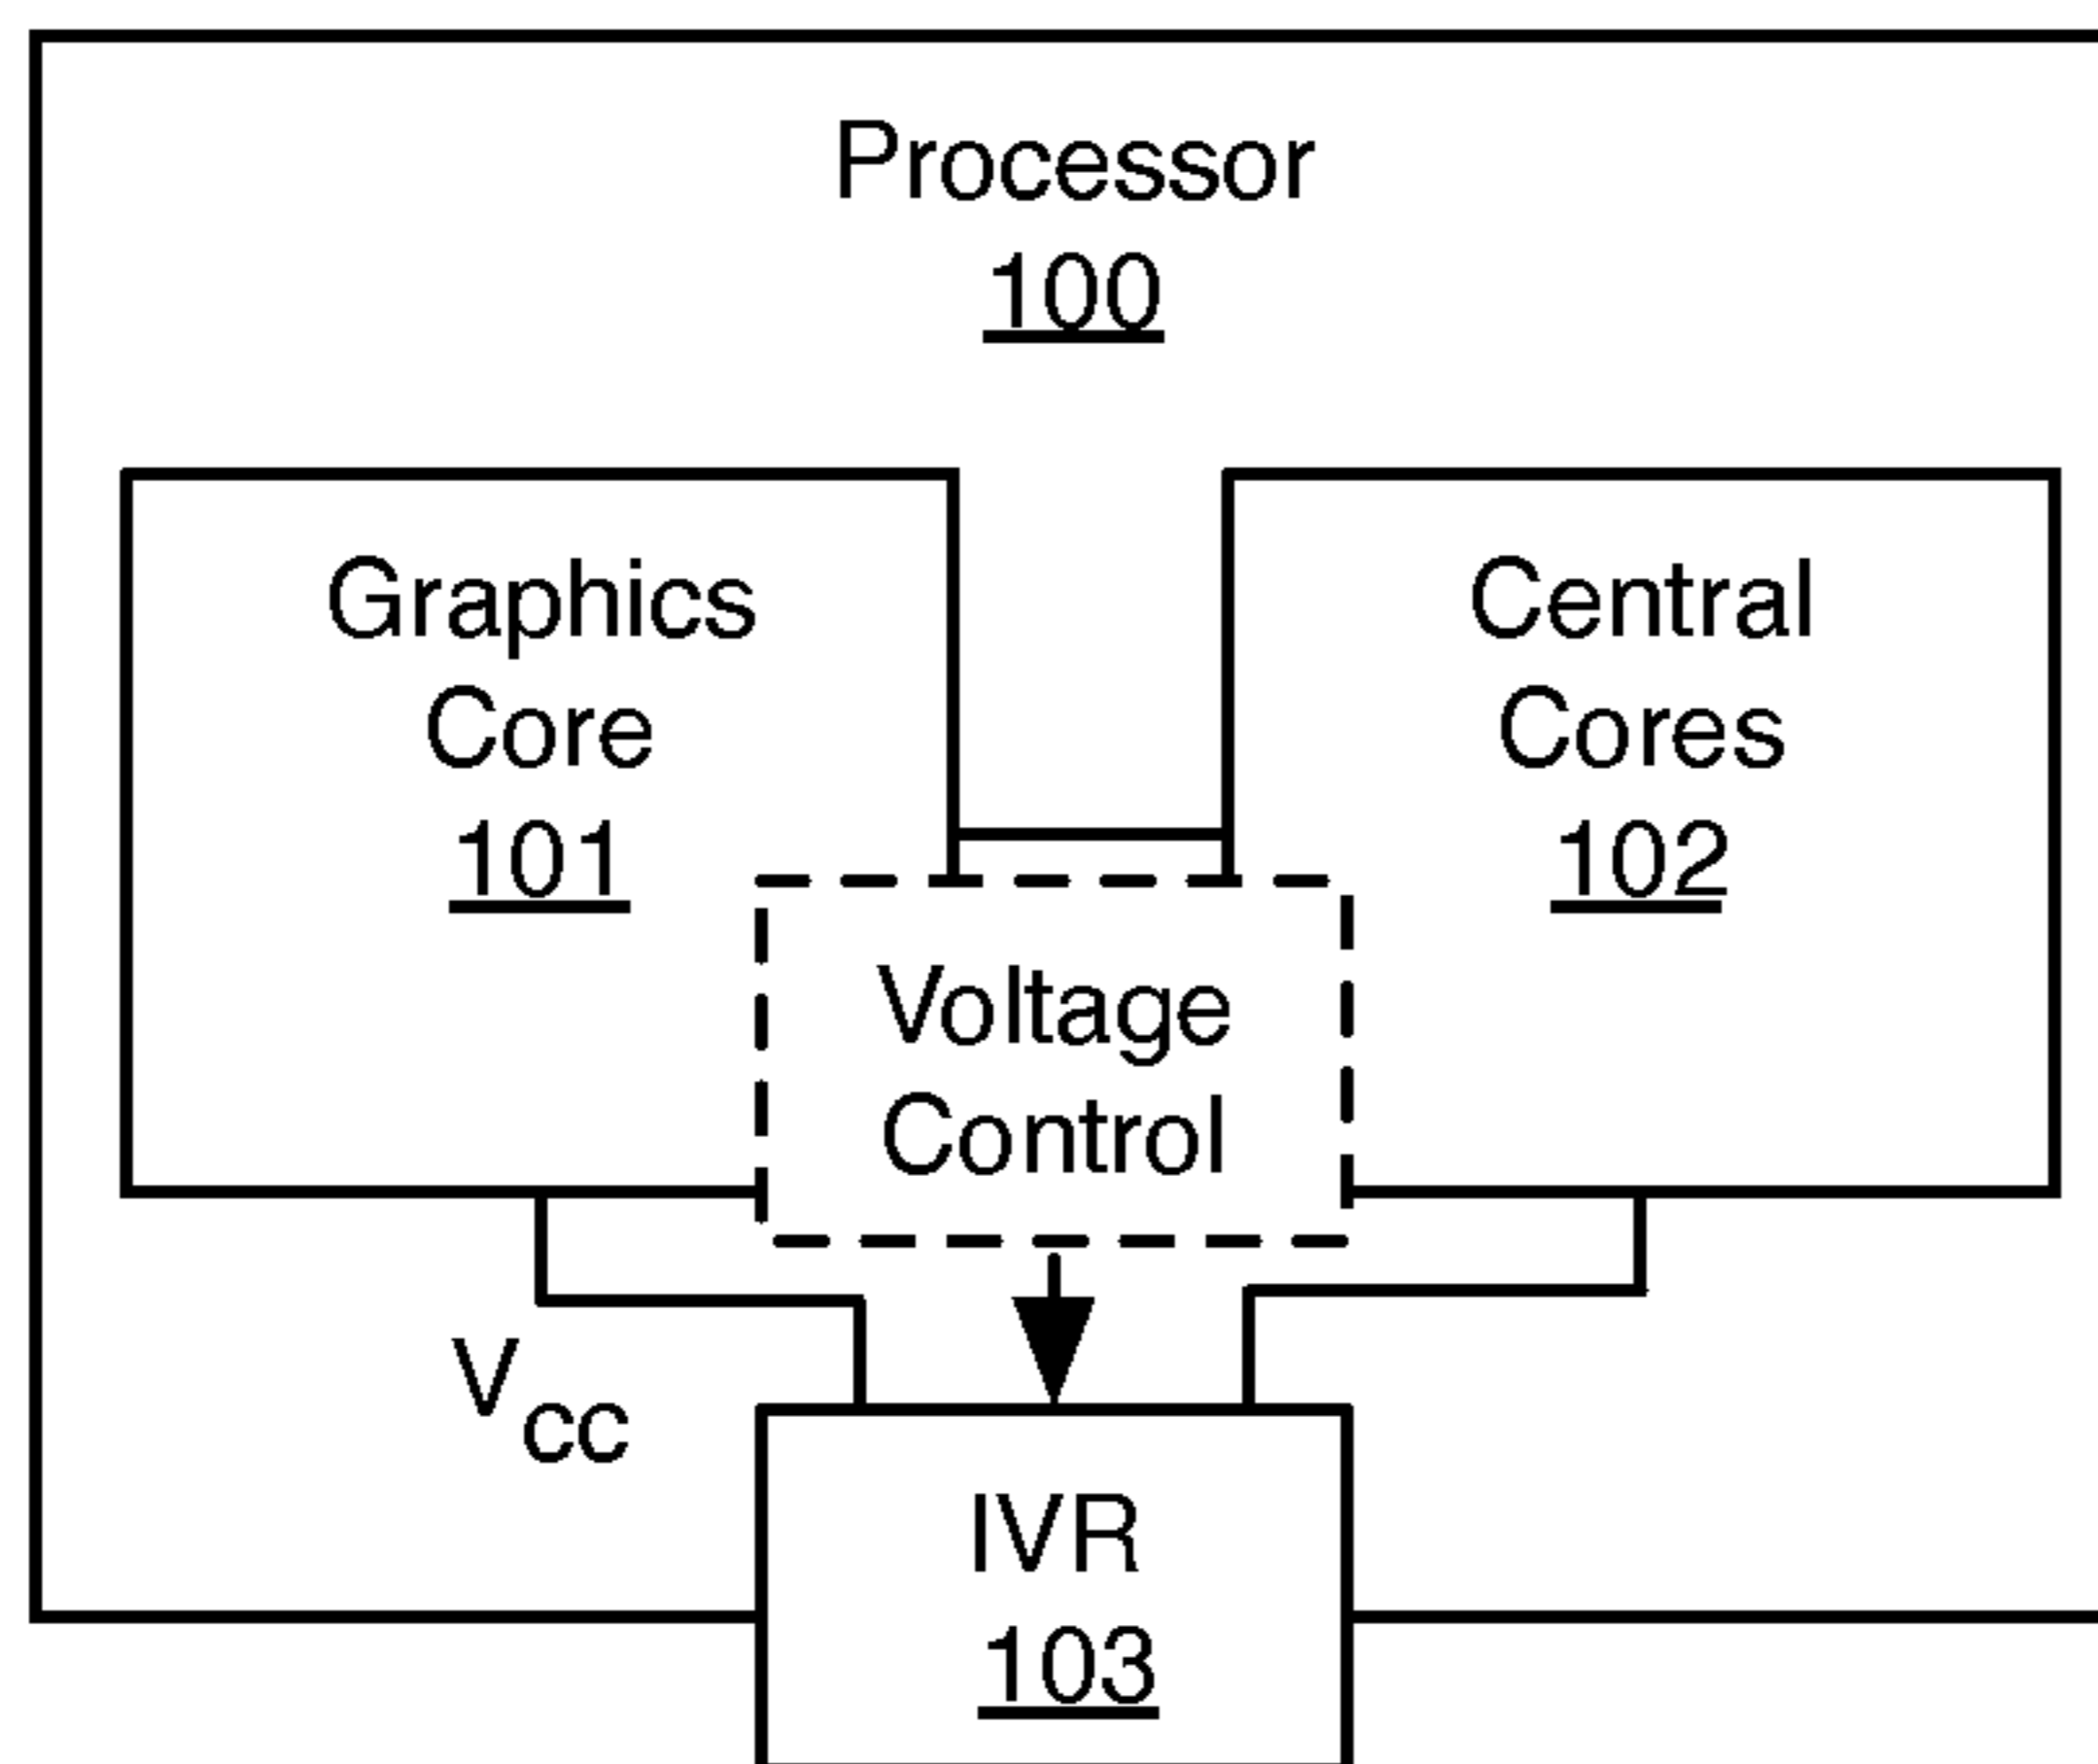 Processor
100
Graphics
Core
101
Central
Cores
102
Voltage
Control
Vcc
IVR
103